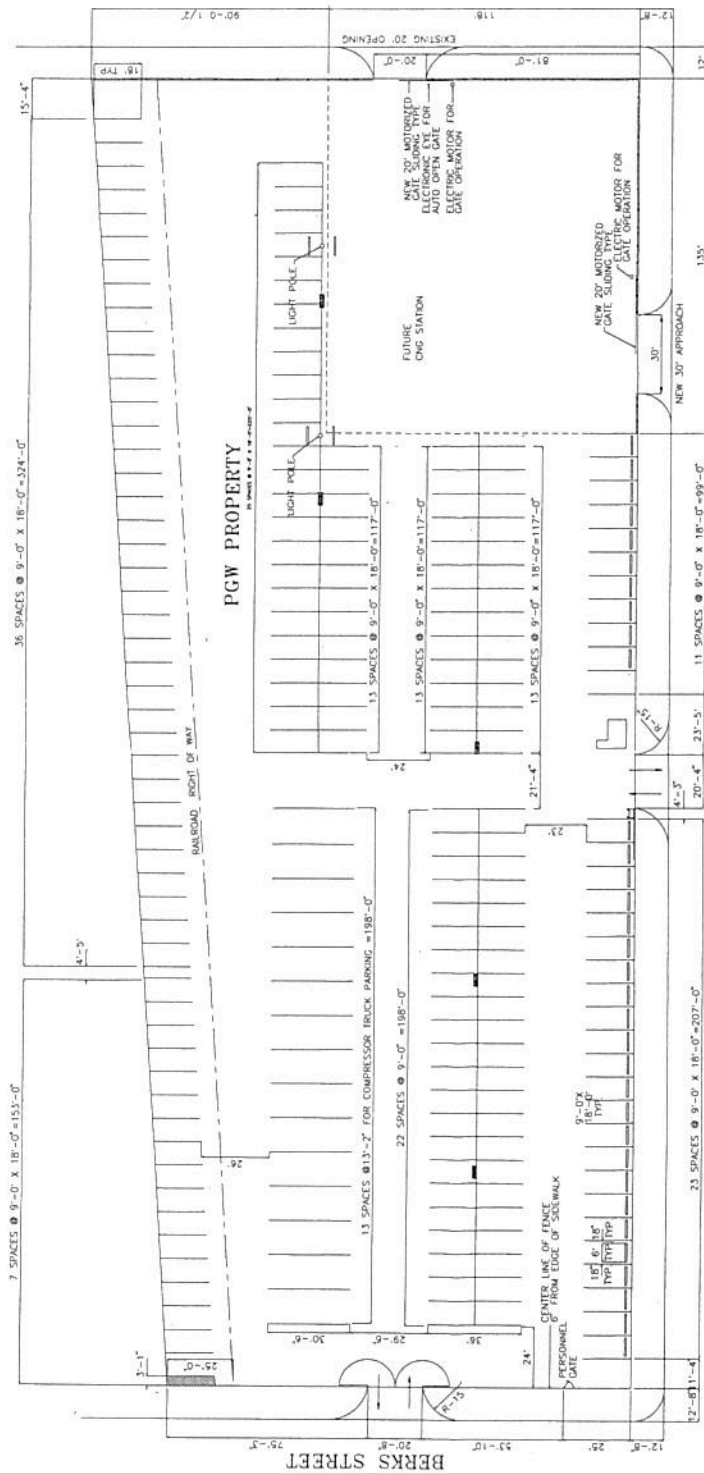 7 SPACES @ 9'-0" X 18'-0"=153'-0"
4'-5"
36 SPACES @ 9'-0" X 18'-0"=324'-0"
15'-4"
18' TYP
90'-0 1/2"
3'-1"
25'-0"
RAILROAD RIGHT OF WAY
26'
PGW PROPERTY
LIGHT POLE
LIGHT POLE
30'-6"
13 SPACES @13'-2" FOR COMPRESSOR TRUCK PARKING =198'-0"
24'
13 SPACES @ 9'-0" X 18'-0"=117'-0"
29'-6"
22 SPACES @ 9'-0" =198'-0"
13 SPACES @ 9'-0" X 18'-0"=117'-0"
36'
21'-4"
13 SPACES @ 9'-0" X 18'-0"=117'-0"
FUTURE
CNG STATION
NEW 20' MOTORIZED
GATE SLIDING TYPE
ELECTRONIC EYE FOR
AUTO OPEN GATE
ELECTRIC MOTOR FOR
GATE OPERATION
20'-0"
EXISTING 20' OPENING
118'
81'-0"
12'-8"
BERKS STREET
75'-3"
20'-8"
53'-10"
25'
12'-8"
R-15
24'
CENTER LINE OF FENCE
6" FROM EDGE OF SIDEWALK
PERSONNEL
GATE
23'
9'-0"X
18'-0"
TYP.
18" 6' 18"
TYP. TYP. TYP.
R-15"
NEW 20' MOTORIZED
GATE SLIDING TYPE
ELECTRIC MOTOR FOR
GATE OPERATION
30'
NEW 30' APPROACH
12'-8"
11'-4"
23 SPACES @ 9'-0" X 18'-0"=207'-0"
4'-3"
20'-4"
23'-5"
11 SPACES @ 9'-0" X 18'-0"=99'-0"
135'
12'